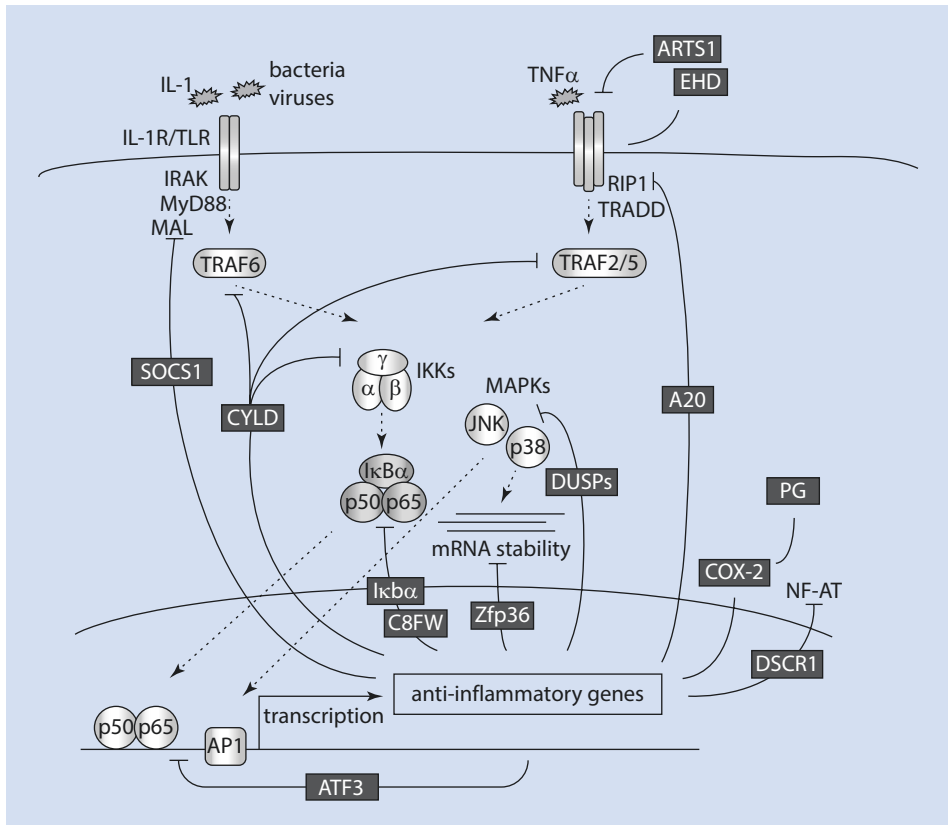 ARTS1
EHD
TNFα
IL-1
bacteria
viruses
IL-1R/TLR
IRAK
MyD88
MAL
RIP1
TRADD
TRAF6
TRAF2/5
SOCS1
CYLD
γ
α β
IKKs
MAPKs
JNK
p38
A20
IκBα
p50 p65
DUSPs
PG
mRNA stability
COX-2
NF-AT
Iκbα
C8FW
Zfp36
DSCR1
anti-inflammatory genes
transcription
p50 p65
AP1
ATF3